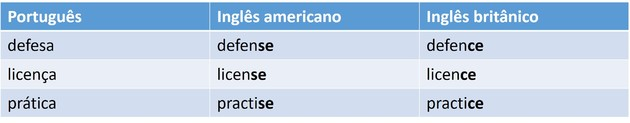 Português Inglês americano Inglês britânico
defesa defense defence
licença license licence
prática practise practice